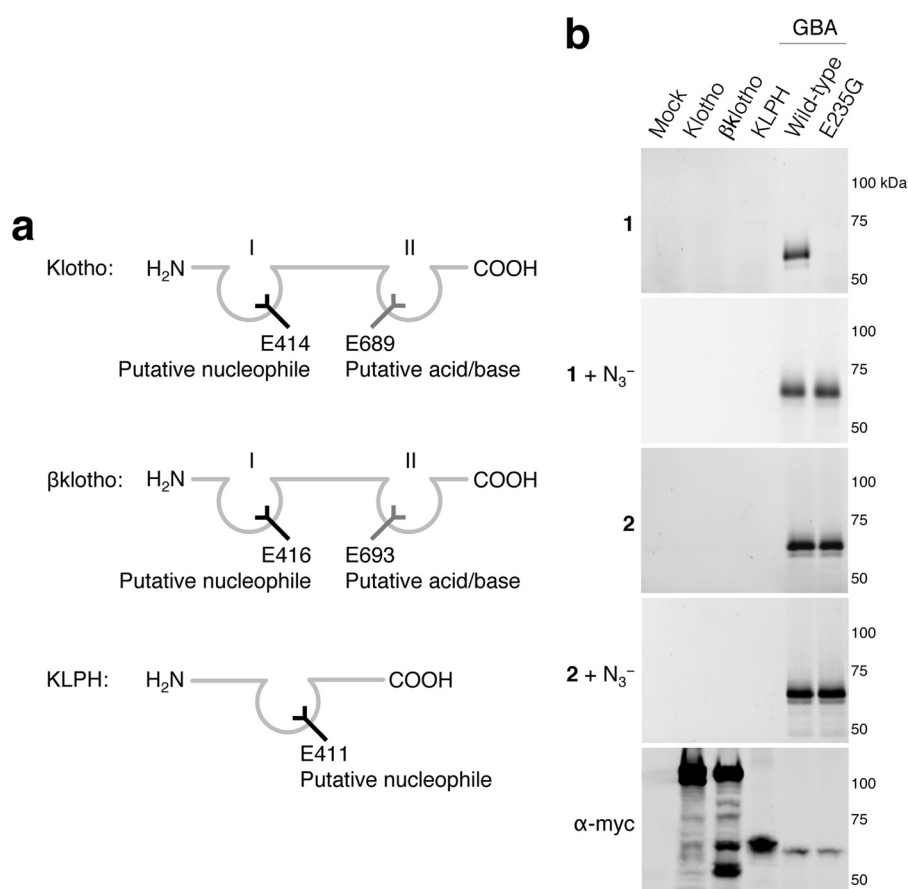 a
Klotho:
H₂N
I
II
COOH
E414
Putative nucleophile
E689
Putative acid/base
βklotho:
H₂N
I
II
COOH
E416
Putative nucleophile
E693
Putative acid/base
KLPH:
H₂N
COOH
E411
Putative nucleophile
b
GBA
Mock
Klotho
βklotho
KLPH
Wild-type
E235G
1
100 kDa
75
50
1 + N₃⁻
100
75
50
2
100
75
50
2 + N₃⁻
100
75
50
α-myc
100
75
50